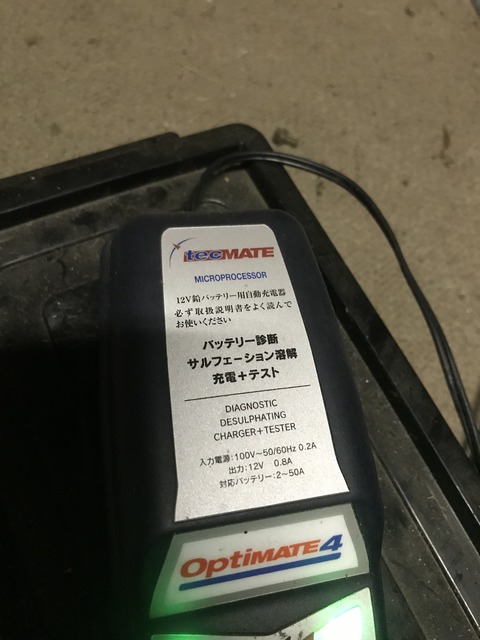 tecMATE
MICROPROCESSOR
12V鉛バッテリー用自動充電器
必ず取扱説明書をよく読んで
お使いください
バッテリー診断
サルフェーション溶解
充電+テスト
DIAGNOSTIC
DESULPHATING
CHARGER+TESTER
入力電源:100V~50/60Hz 0.2A
出力:12V 0.8A
対応バッテリー:2~50A
OptiMATE4